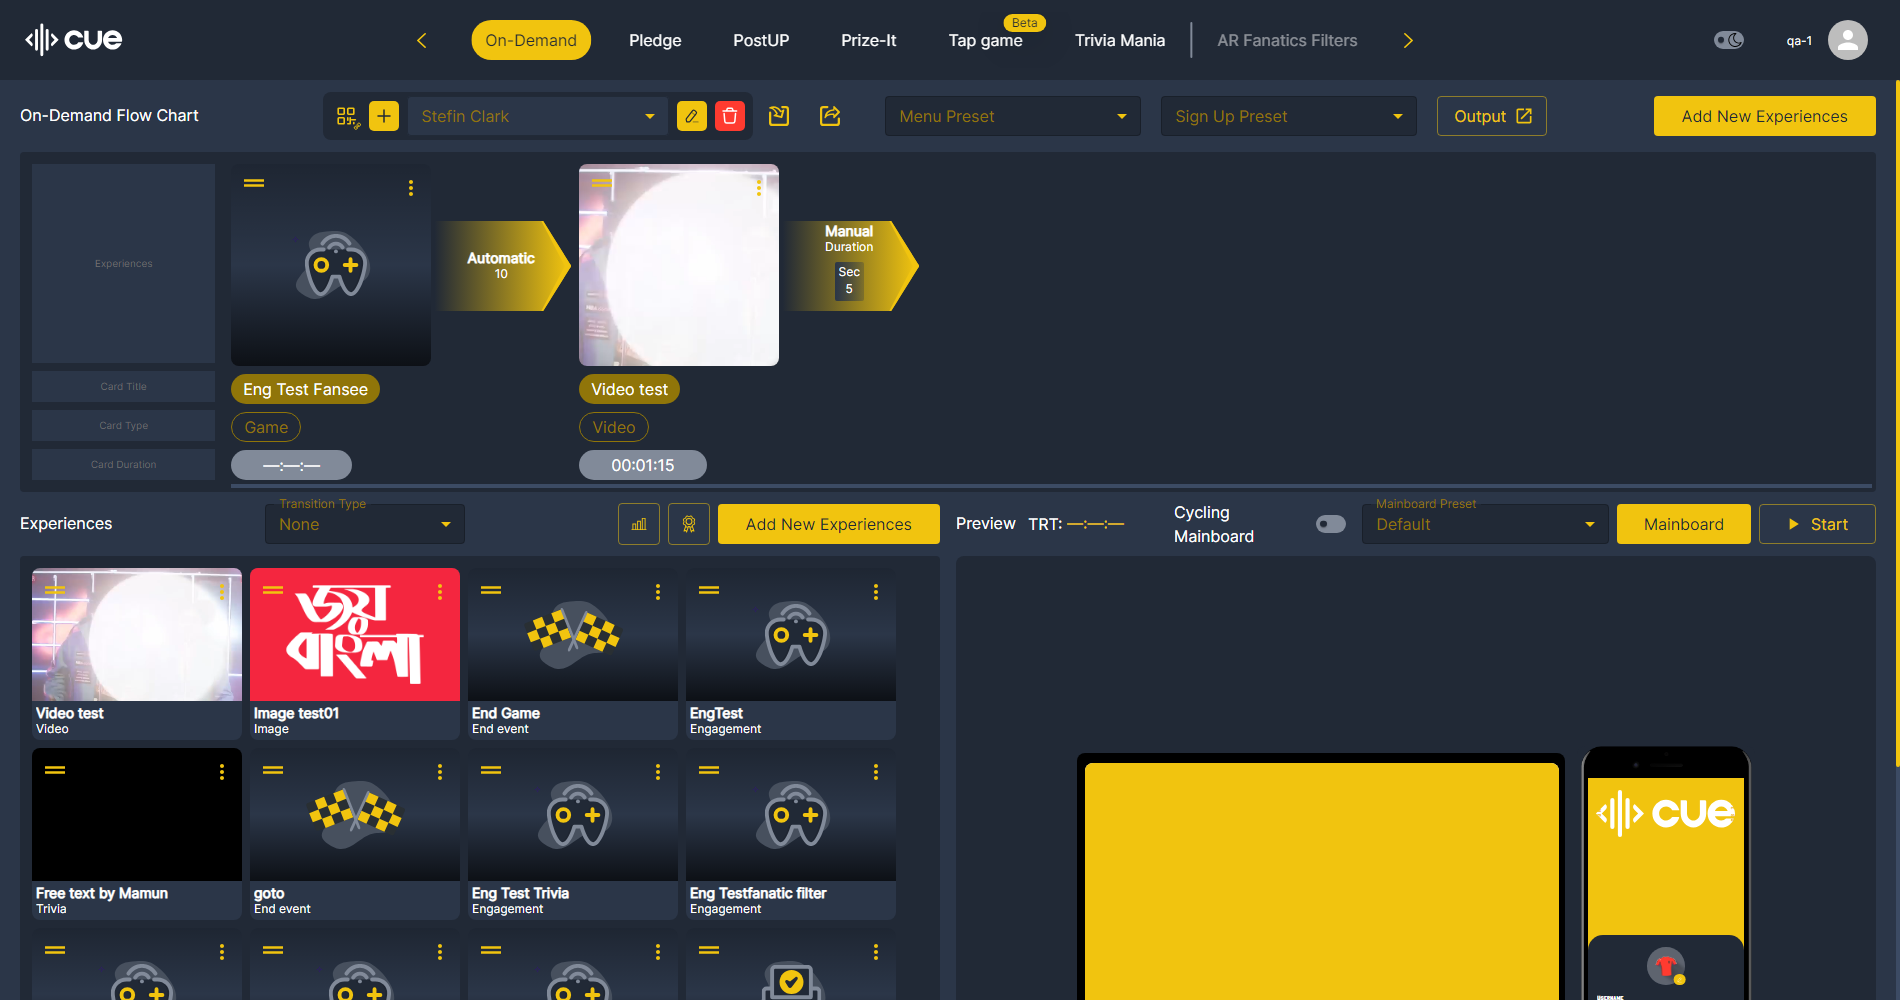 cue
On-Demand
Pledge
PostUP
Prize-It
Tap game
Beta
Trivia Mania
AR Fanatics Filters
qa-1
On-Demand Flow Chart
Stefin Clark
Menu Preset
Sign Up Preset
Output
Add New Experiences
Experiences
Automatic
10
Manual
Duration
Sec
5
Card Title
Eng Test Fansee
Video test
Card Type
Game
Video
Card Duration
—:—:—
00:01:15
Experiences
Transition Type
None
Add New Experiences
Preview
TRT: —:—:—
Cycling
Mainboard
Mainboard Preset
Default
Mainboard
Start
জয়
বাংলা
Video test
Video
Image test01
Image
End Game
End event
EngTest
Engagement
Free text by Mamun
Trivia
goto
End event
Eng Test Trivia
Engagement
Eng Testfanatic filter
Engagement
cue
USERNAME